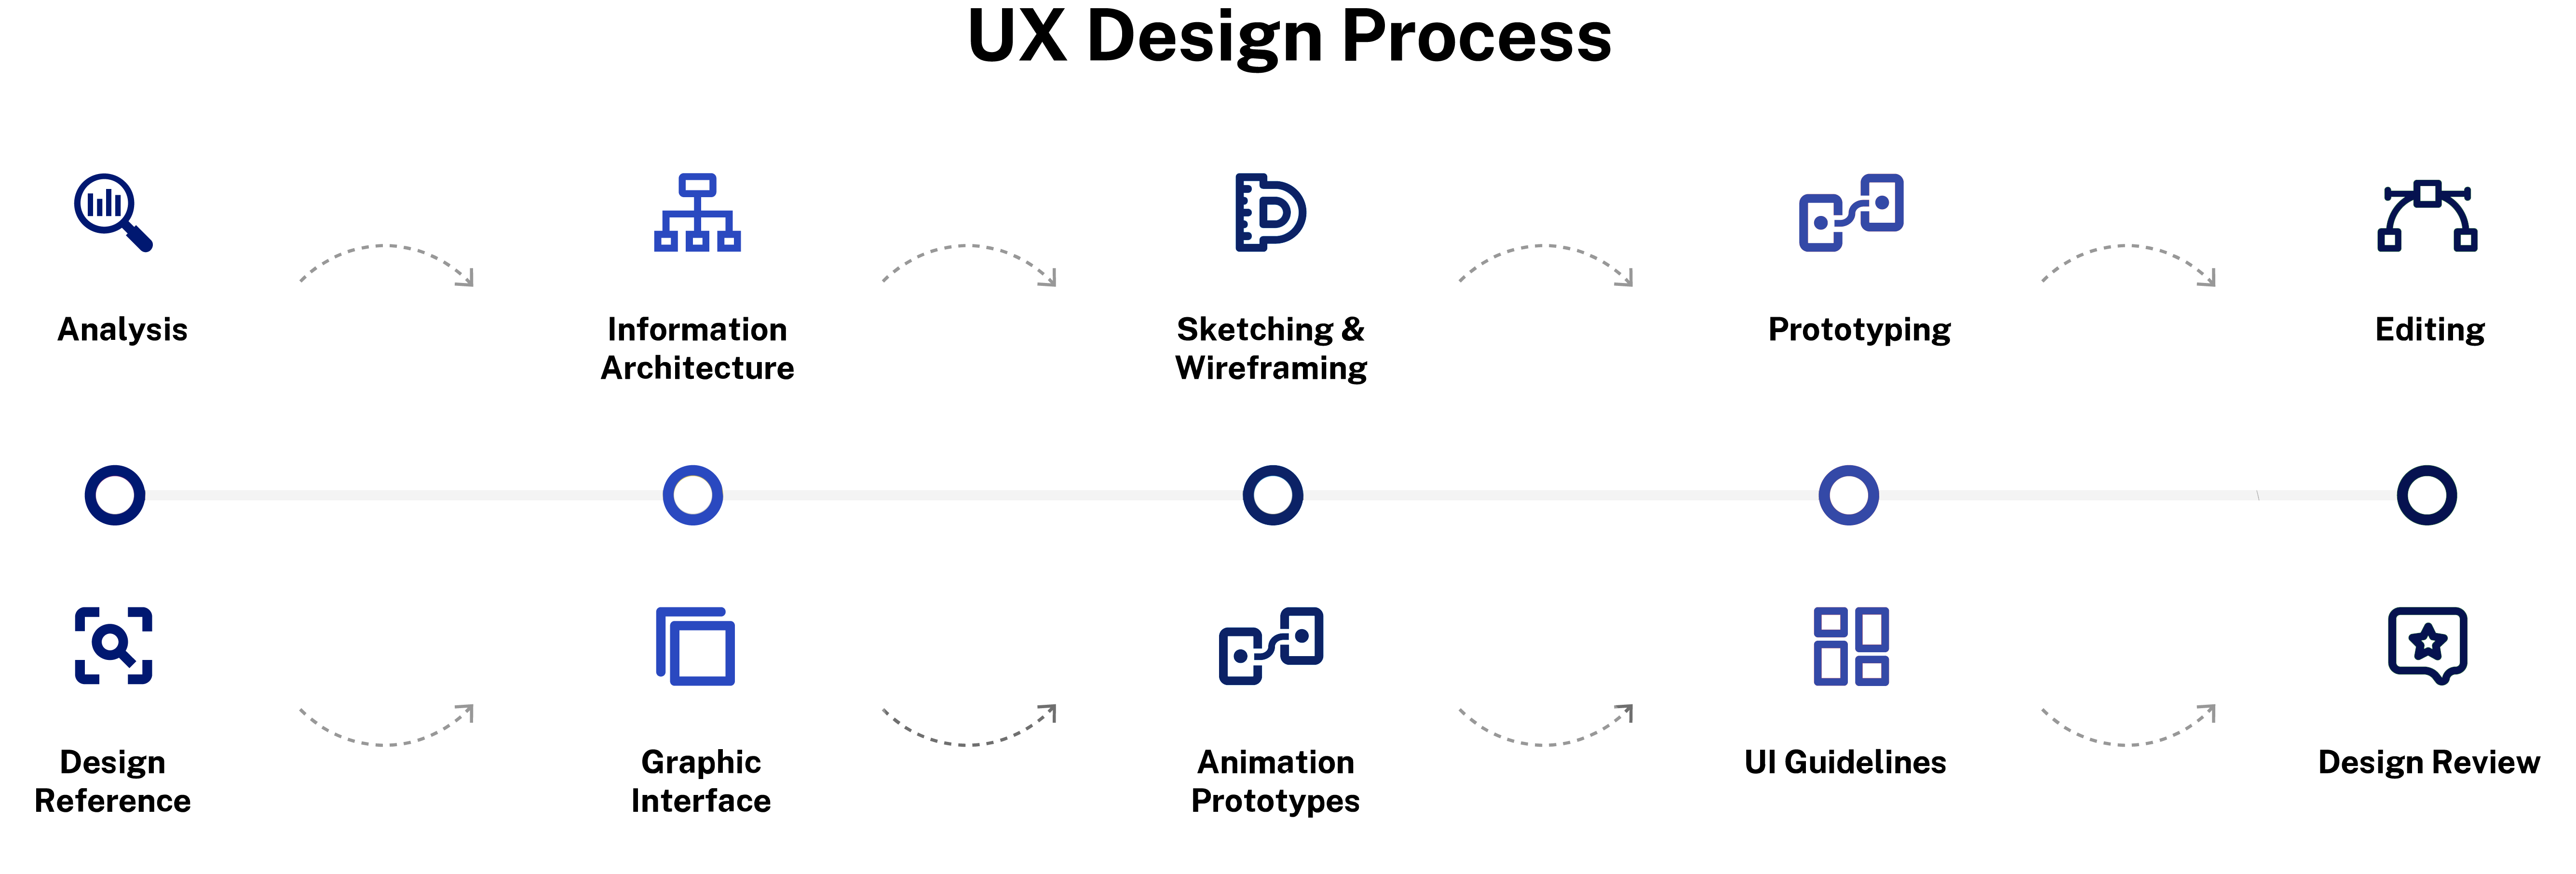 UX Design Process
Analysis
Information
Architecture
Sketching &
Wireframing
Prototyping
Editing
Design
Reference
Graphic
Interface
Animation
Prototypes
UI Guidelines
Design Review